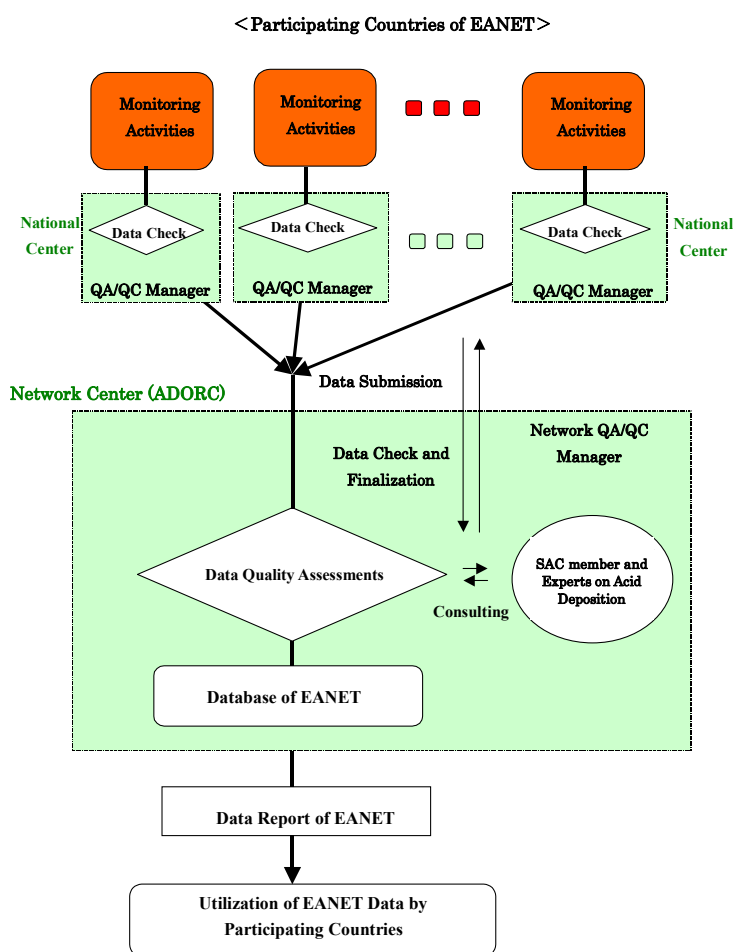 ＜Participating Countries of EANET＞
Monitoring
Activities
Monitoring
Activities
Monitoring
Activities
National
Center
Data Check
Data Check
Data Check
National
Center
QA/QC Manager
QA/QC Manager
QA/QC Manager
Data Submission
Network Center (ADORC)
Data Check and
Finalization
Network QA/QC
Manager
Data Quality Assessments
SAC member and
Experts on Acid
Deposition
Consulting
Database of EANET
Data Report of EANET
Utilization of EANET Data by
Participating Countries